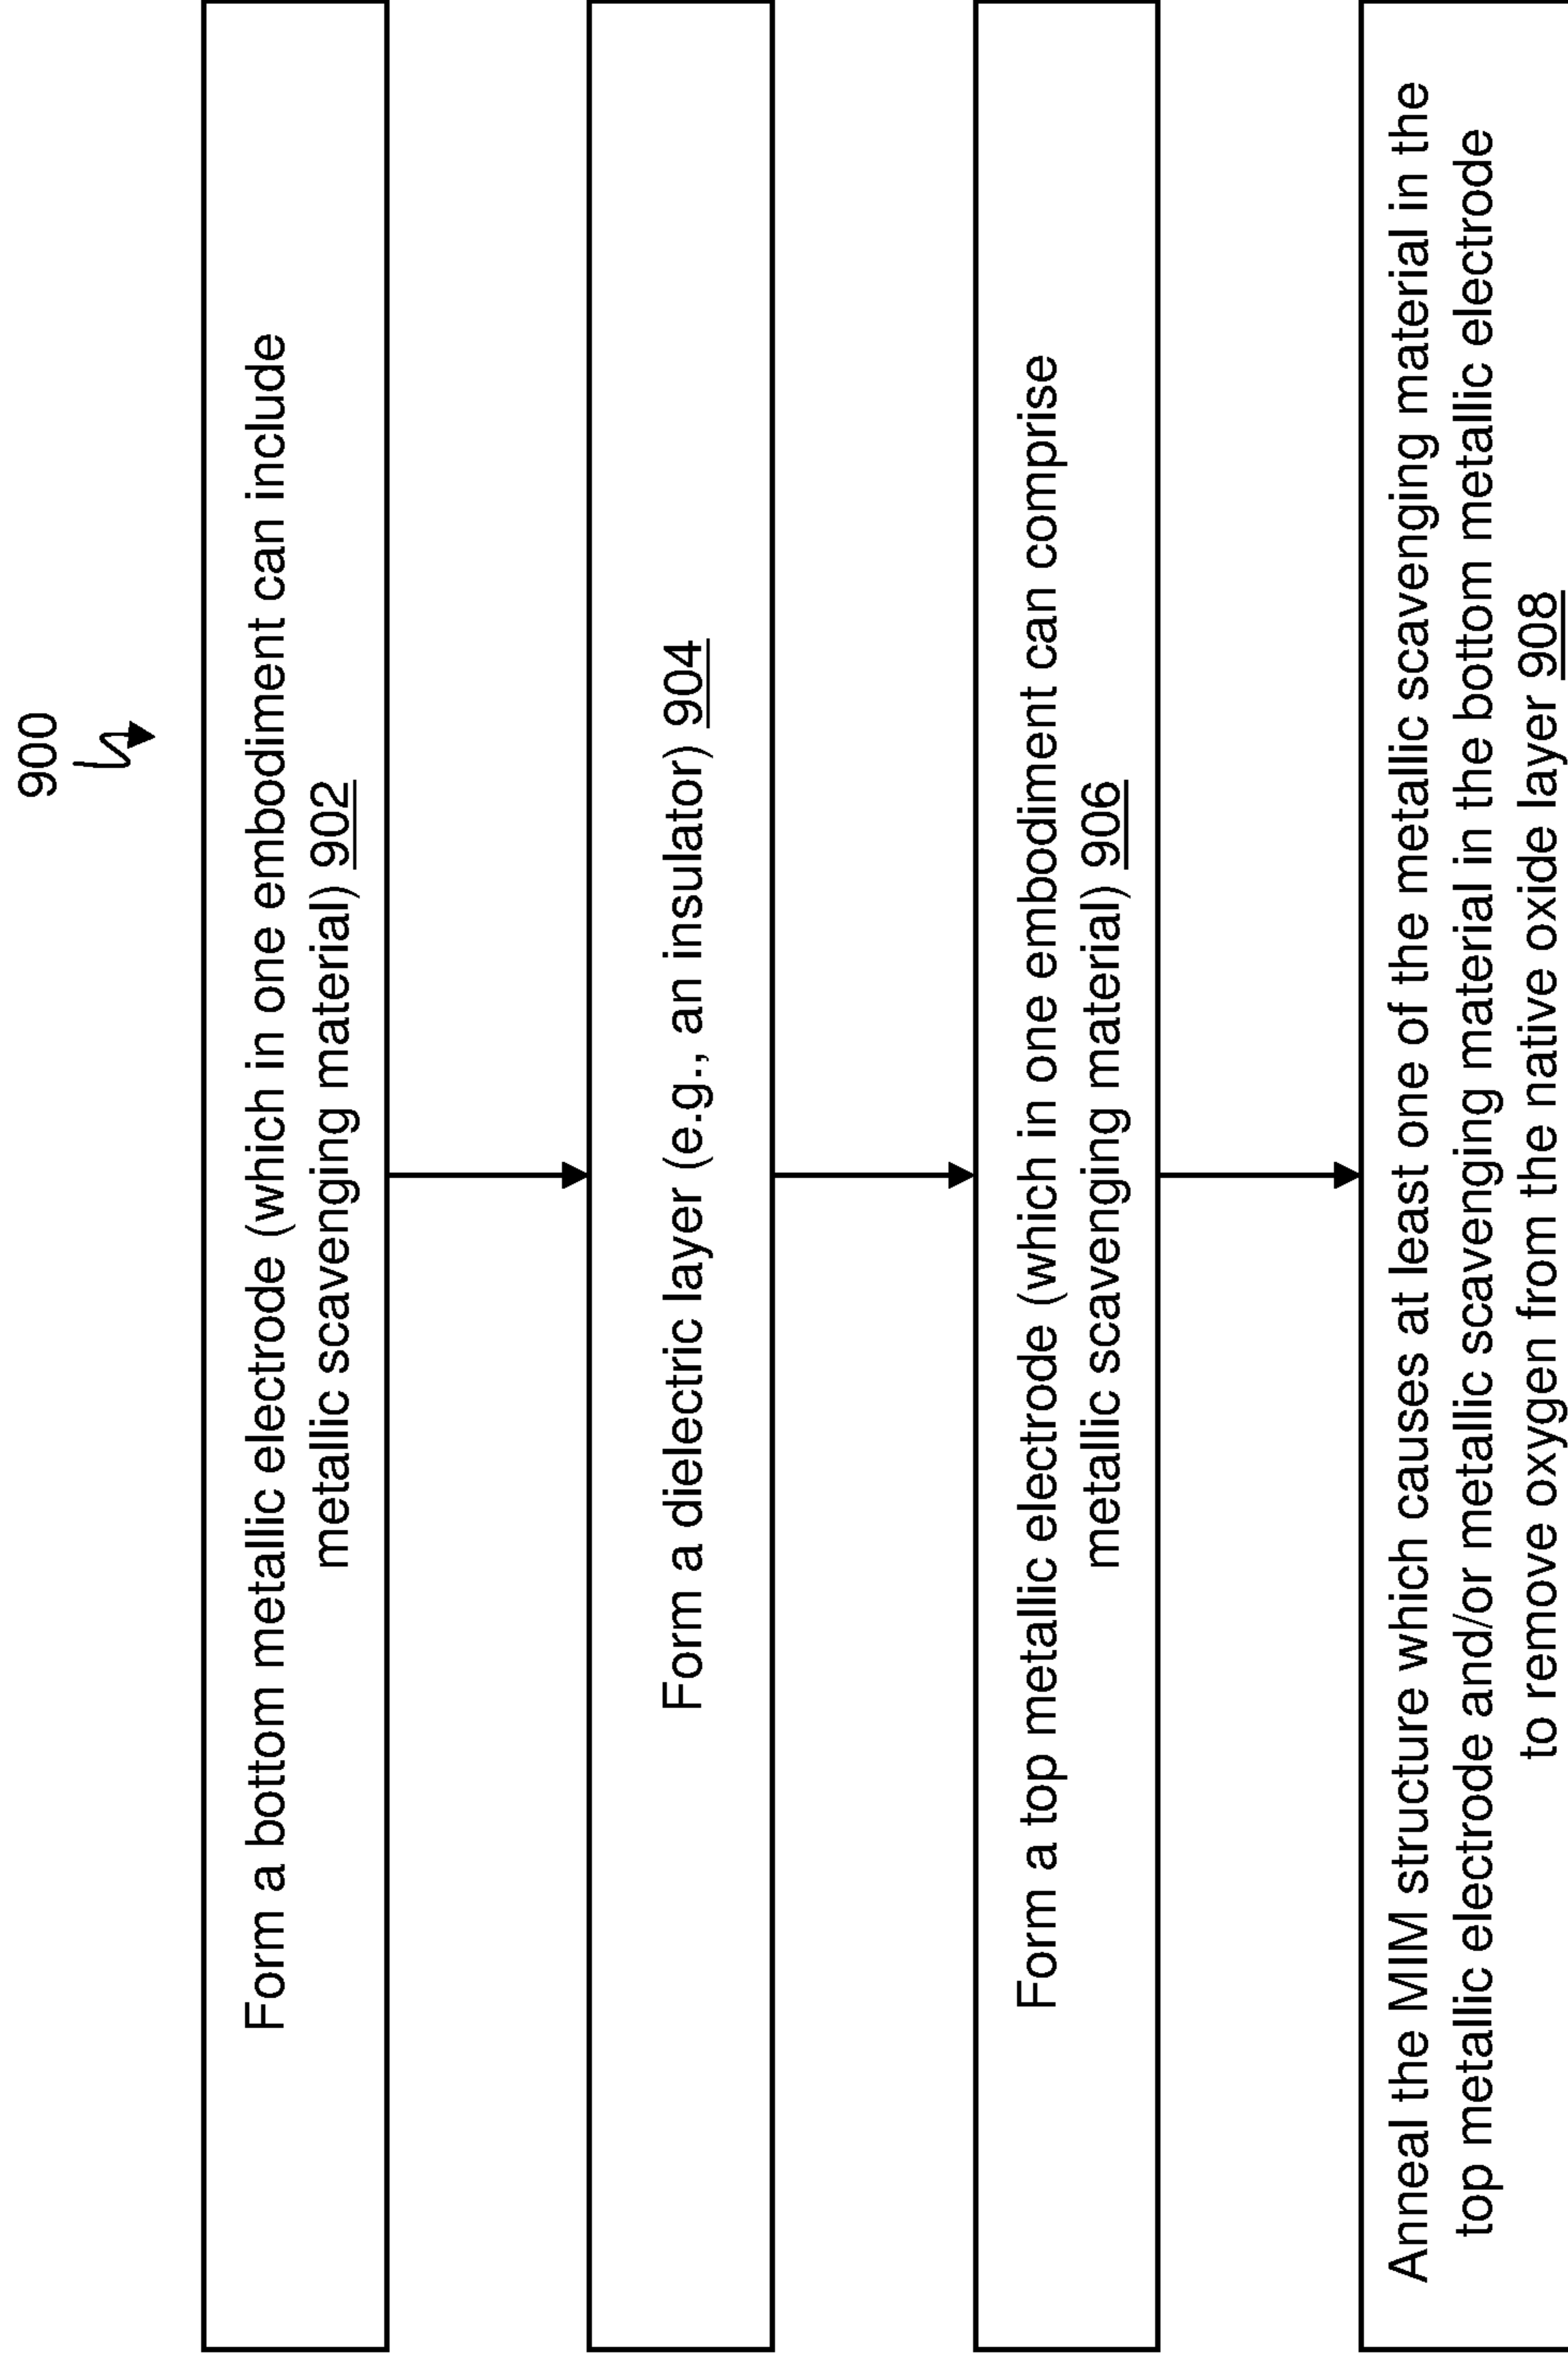 900
Form a bottom metallic electrode (which in one embodiment can include
metallic scavenging material) 902
Form a dielectric layer (e.g., an insulator) 904
Form a top metallic electrode (which in one embodiment can comprise
metallic scavenging material) 906
Anneal the MIM structure which causes at least one of the metallic scavenging material in the
top metallic electrode and/or metallic scavenging material in the bottom metallic electrode
to remove oxygen from the native oxide layer 908